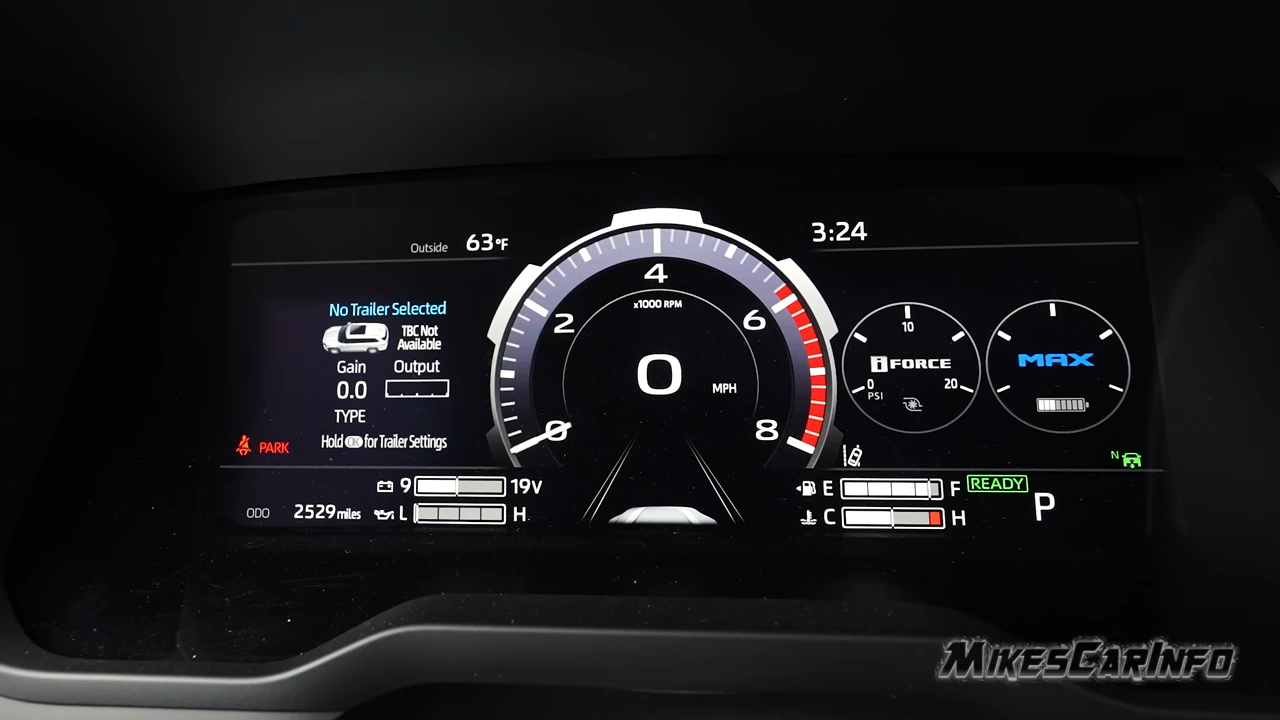 Outside 63°F
3:24
No Trailer Selected
TBC Not
Available
Gain Output
0.0
TYPE
Hold OK for Trailer Settings
PARK
4
x1000 RPM
2 6
0 MPH
0 8
10
iFORCE
0 20
PSI
MAX
N
9 19V
E F READY
P
ODO 2529 miles L H
C H
MIKESCARINFO